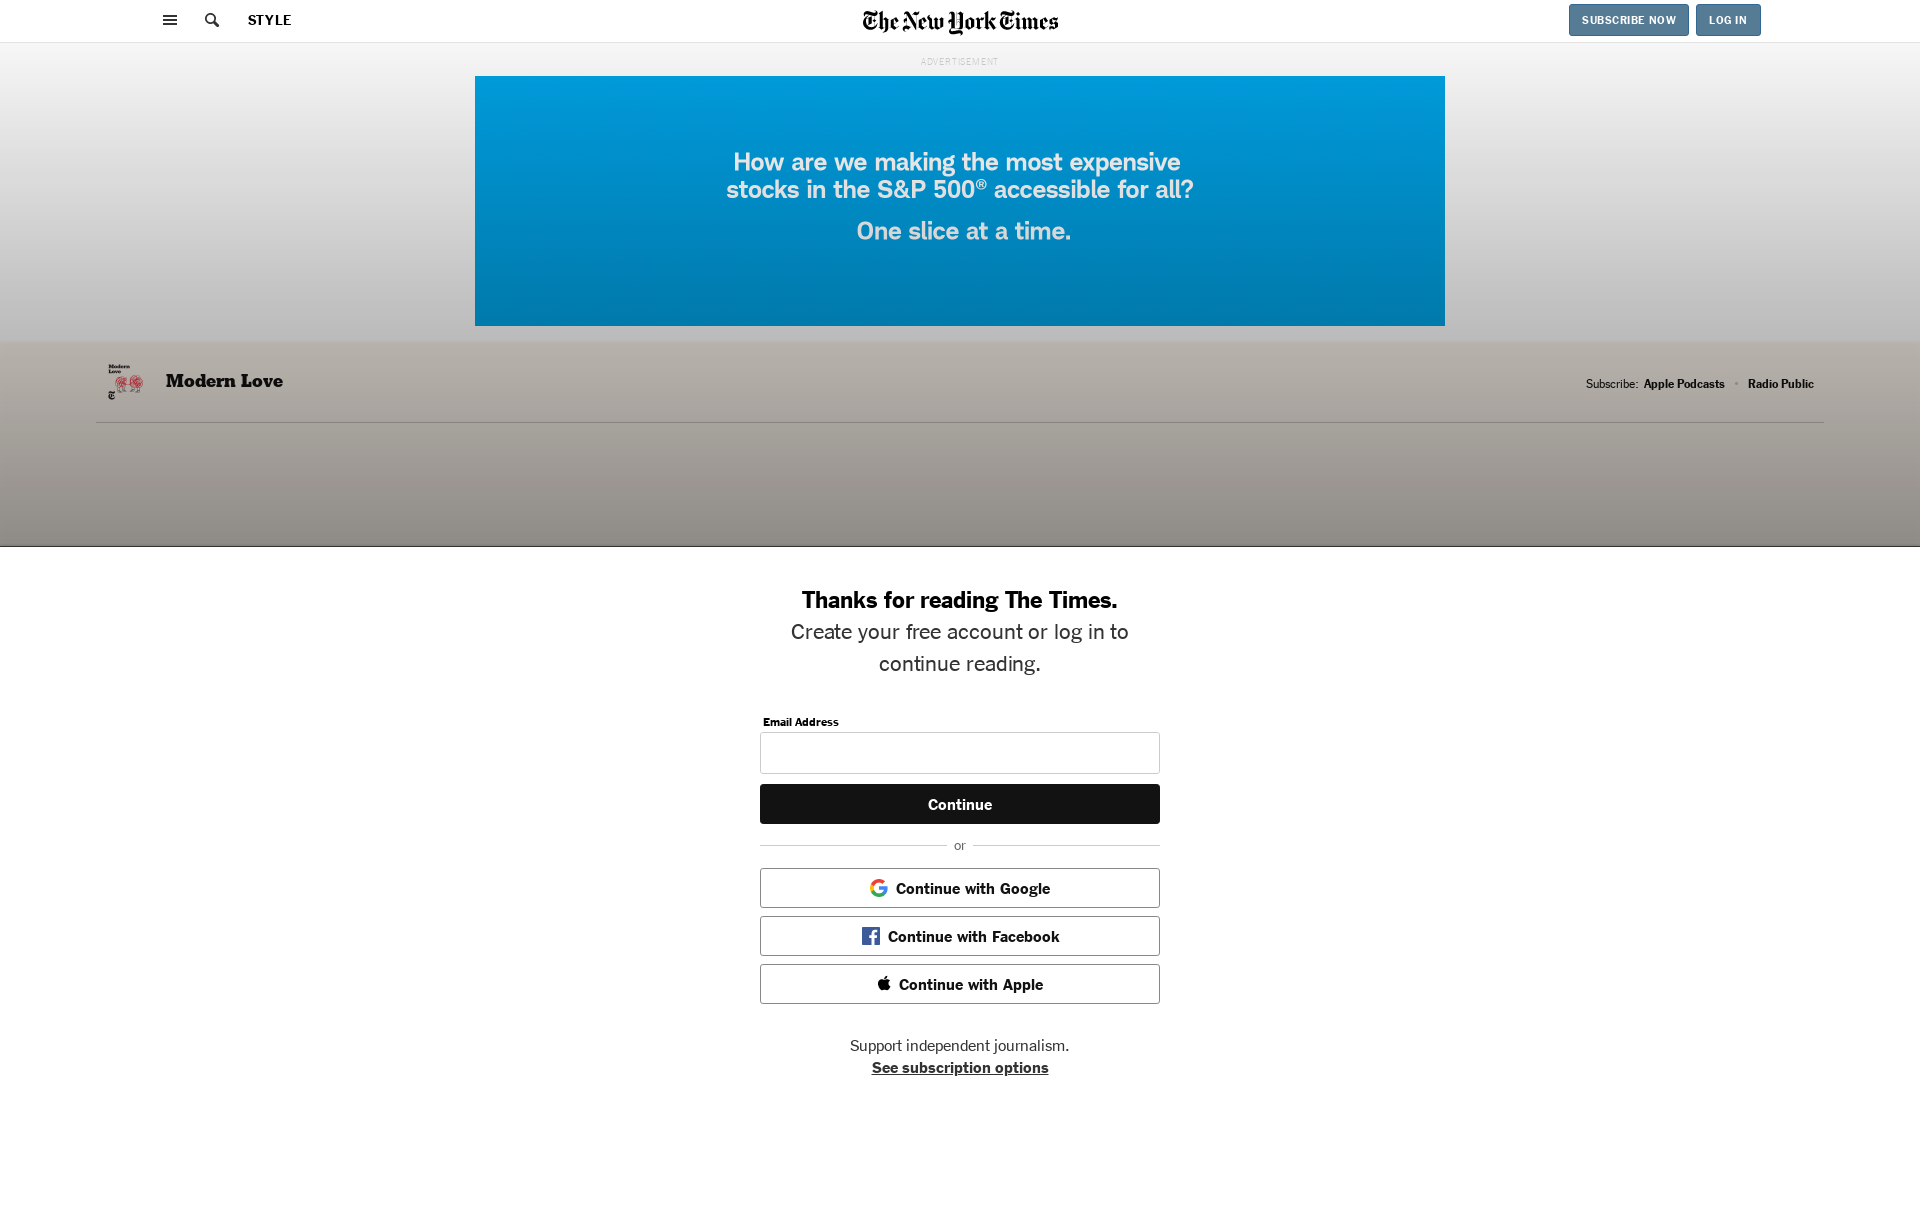 STYLE
The New York Times
SUBSCRIBE NOW
LOG IN
ADVERTISEMENT
How are we making the most expensive
stocks in the S&P 500® accessible for all?
One slice at a time.
Modern
Love
T
Modern Love
Subscribe: Apple Podcasts • Radio Public
Thanks for reading The Times.
Create your free account or log in to
continue reading.
Email Address
Continue
or
Continue with Google
Continue with Facebook
Continue with Apple
Support independent journalism.
See subscription options